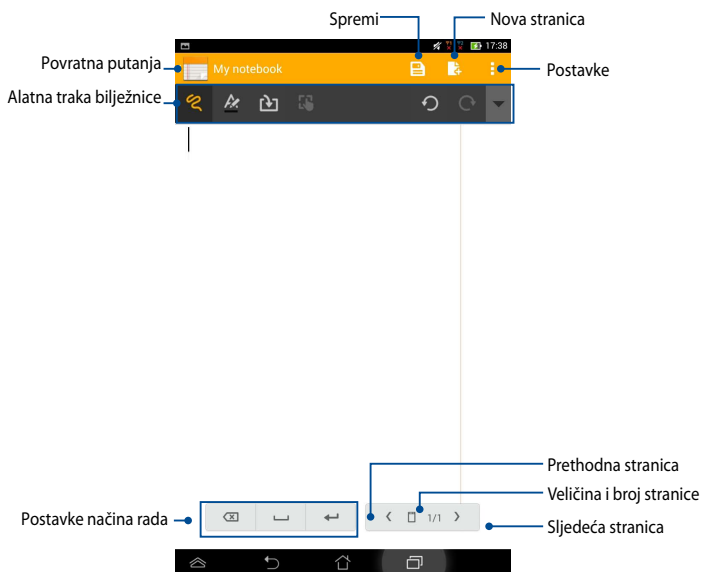 Spremi
Nova stranica
17:38
Povratna putanja
My notebook
Postavke
Alatna traka bilježnice
Prethodna stranica
Veličina i broj stranice
Postavke načina rada
1/1
Sljedeća stranica